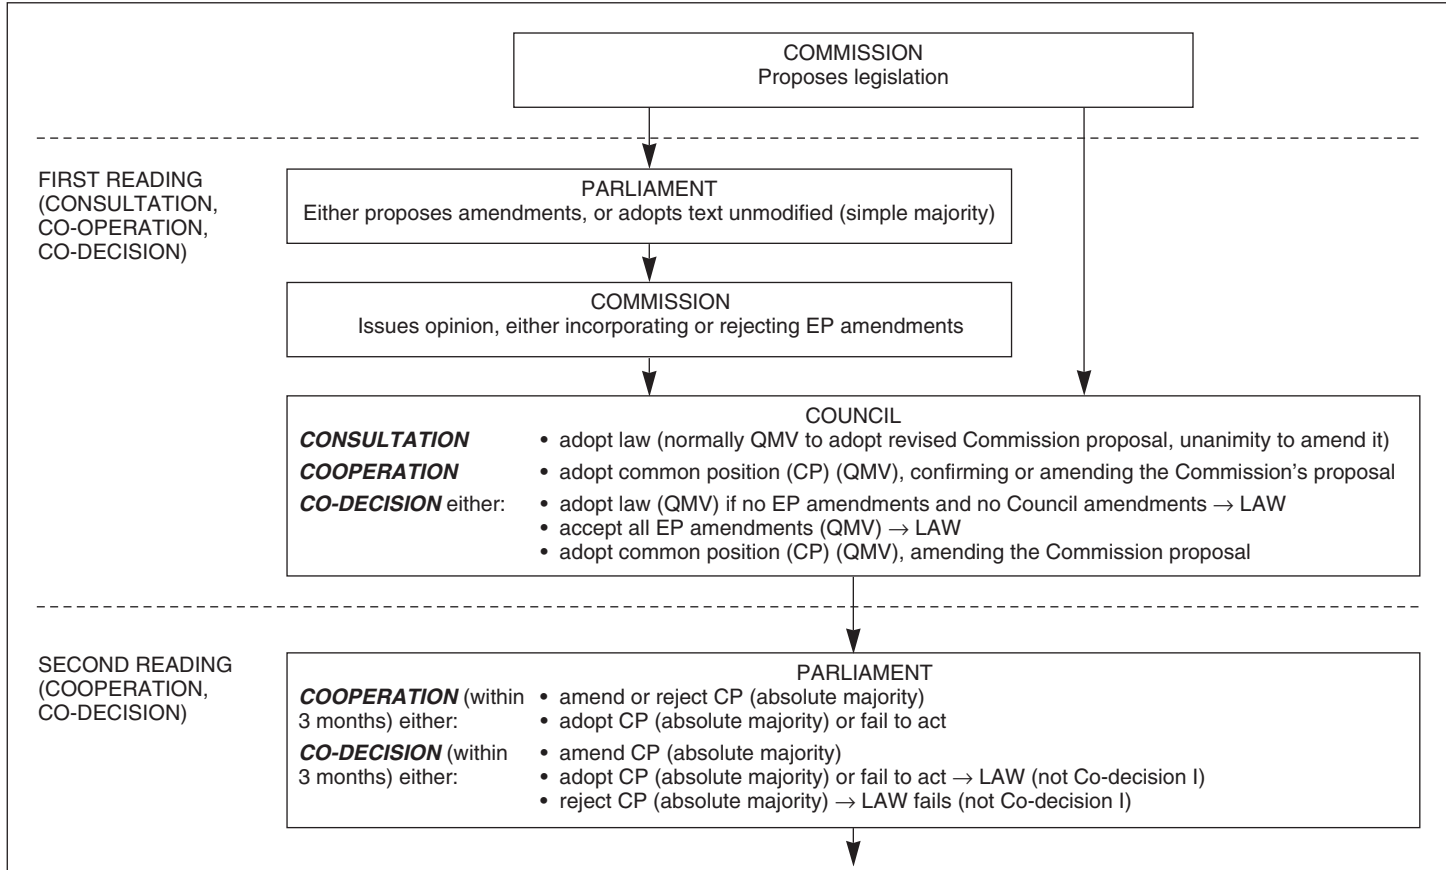 COMMISSION
Proposes legislation
FIRST READING
(CONSULTATION,
CO-OPERATION,
CO-DECISION)
PARLIAMENT
Either proposes amendments, or adopts text unmodified (simple majority)
COMMISSION
Issues opinion, either incorporating or rejecting EP amendments
COUNCIL
CONSULTATION • adopt law (normally QMV to adopt revised Commission proposal, unanimity to amend it)
COOPERATION • adopt common position (CP) (QMV), confirming or amending the Commission's proposal
CO-DECISION either: • adopt law (QMV) if no EP amendments and no Council amendments → LAW
• accept all EP amendments (QMV) → LAW
• adopt common position (CP) (QMV), amending the Commission proposal
SECOND READING
(COOPERATION,
CO-DECISION)
PARLIAMENT
COOPERATION (within • amend or reject CP (absolute majority)
3 months) either: • adopt CP (absolute majority) or fail to act
CO-DECISION (within • amend CP (absolute majority)
3 months) either: • adopt CP (absolute majority) or fail to act → LAW (not Co-decision I)
• reject CP (absolute majority) → LAW fails (not Co-decision I)